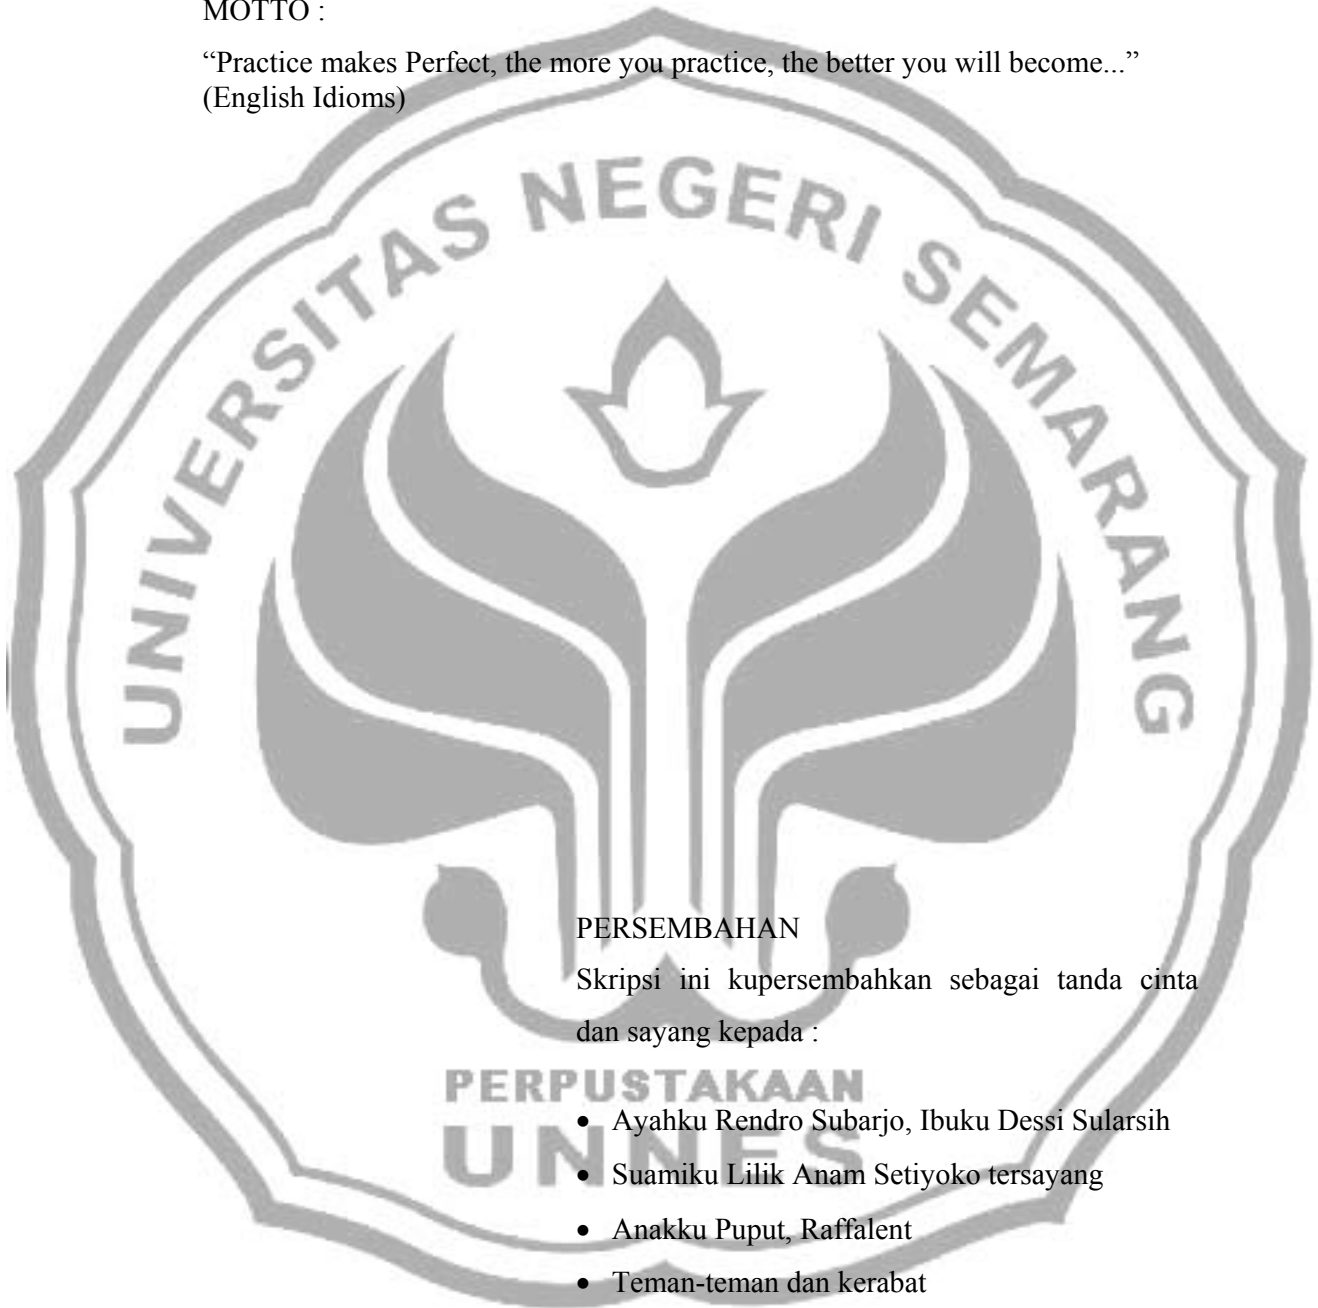 MOTTO :
“Practice makes Perfect, the more you practice, the better you will become...”
(English Idioms)
UNIVERSITAS NEGERI SEMARANG
PERSEMBAHAN
Skripsi ini kupersembahkan sebagai tanda cinta
dan sayang kepada :
PERPUSTAKAAN
UNNES
• Ayahku Rendro Subarjo, Ibuku Dessi Sularsih
• Suamiku Lilik Anam Setiyoko tersayang
• Anakku Puput, Raffalent
• Teman-teman dan kerabat